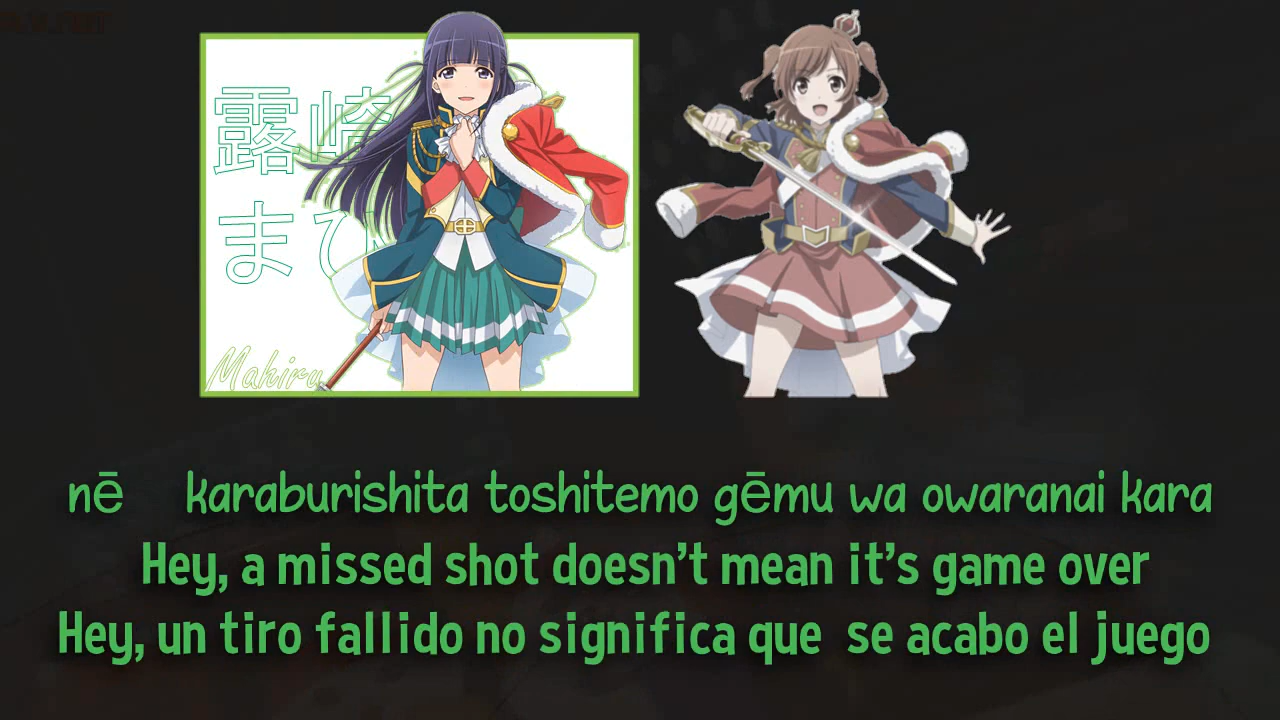 露崎
まひ
Mahiru
nē karaburishita toshitemo gēmu wa owaranai kara
Hey, a missed shot doesn't mean it's game over
Hey, un tiro fallido no significa que se acabo el juego